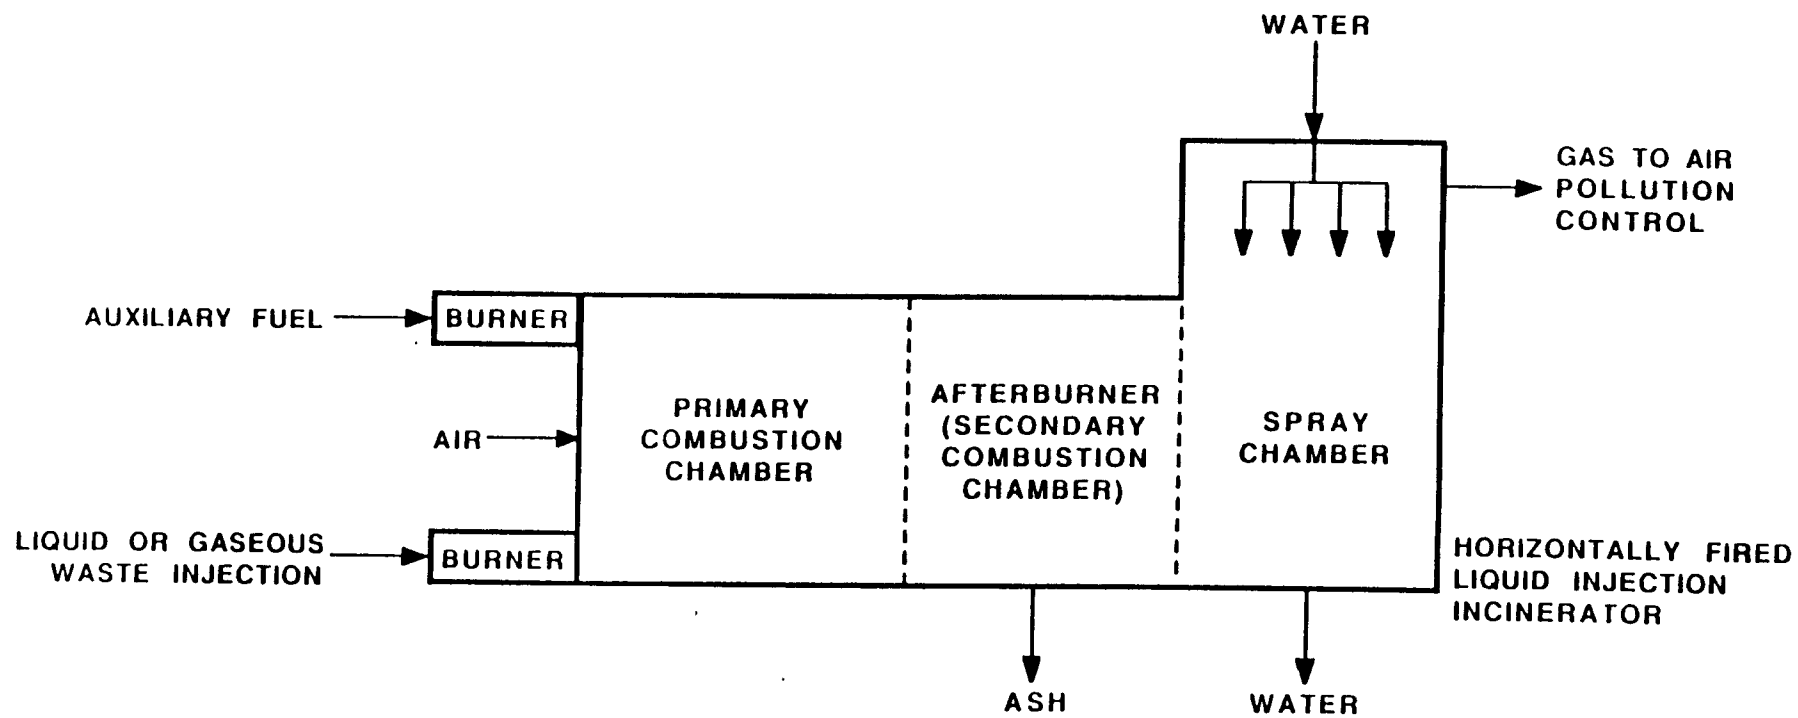 WATER
GAS TO AIR
POLLUTION
CONTROL
AUXILIARY FUEL
BURNER
AIR
PRIMARY
COMBUSTION
CHAMBER
AFTERBURNER
(SECONDARY
COMBUSTION
CHAMBER)
SPRAY
CHAMBER
LIQUID OR GASEOUS
WASTE INJECTION
BURNER
HORIZONTALLY FIRED
LIQUID INJECTION
INCINERATOR
ASH
WATER